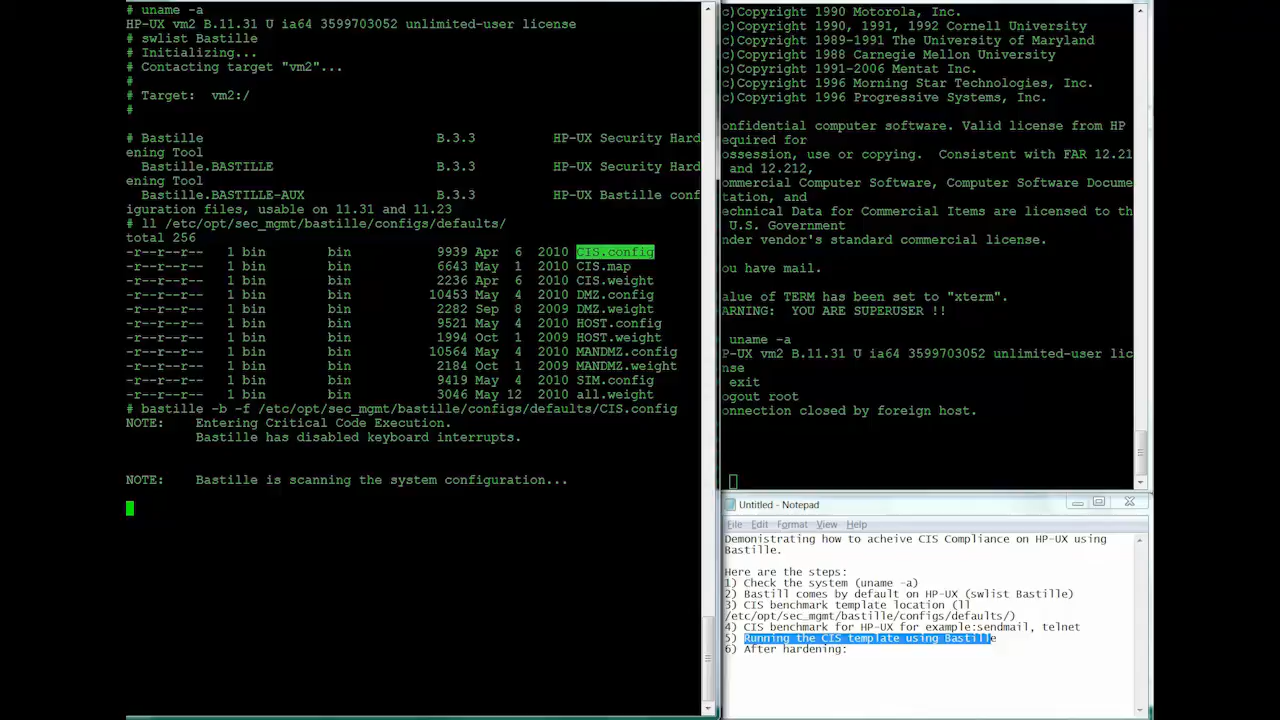 # uname -a
HP-UX vm2 B.11.31 U ia64 3599703052 unlimited-user license
# swlist Bastille
# Initializing...
# Contacting target "vm2"...
#
# Target:  vm2:/
#
# Bastille                              B.3.3          HP-UX Security Hard
ening Tool
  Bastille.BASTILLE                     B.3.3          HP-UX Security Hard
ening Tool
  Bastille.BASTILLE-AUX                 B.3.3          HP-UX Bastille conf
iguration files, usable on 11.31 and 11.23
# ll /etc/opt/sec_mgmt/bastille/configs/defaults/
total 256
-r--r--r--   1 bin        bin           9939 Apr  6  2010 CIS.config
-r--r--r--   1 bin        bin           6643 May  1  2010 CIS.map
-r--r--r--   1 bin        bin           2236 Apr  6  2010 CIS.weight
-r--r--r--   1 bin        bin          10453 May  4  2010 DMZ.config
-r--r--r--   1 bin        bin           2282 Sep  8  2009 DMZ.weight
-r--r--r--   1 bin        bin           9521 May  4  2010 HOST.config
-r--r--r--   1 bin        bin           1994 Oct  1  2009 HOST.weight
-r--r--r--   1 bin        bin          10564 May  4  2010 MANDMZ.config
-r--r--r--   1 bin        bin           2184 Oct  1  2009 MANDMZ.weight
-r--r--r--   1 bin        bin           9419 May  4  2010 SIM.config
-r--r--r--   1 bin        bin           3046 May 12  2010 all.weight
# bastille -b -f /etc/opt/sec_mgmt/bastille/configs/defaults/CIS.config
NOTE:    Entering Critical Code Execution.
         Bastille has disabled keyboard interrupts.
NOTE:    Bastille is scanning the system configuration...
c)Copyright 1990 Motorola, Inc.
c)Copyright 1990, 1991, 1992 Cornell University
c)Copyright 1989-1991 The University of Maryland
c)Copyright 1988 Carnegie Mellon University
c)Copyright 1991-2006 Mentat Inc.
c)Copyright 1996 Morning Star Technologies, Inc.
c)Copyright 1996 Progressive Systems, Inc.
onfidential computer software. Valid license from HP
equired for
ossession, use or copying.  Consistent with FAR 12.21
 and 12.212,
ommercial Computer Software, Computer Software Docume
tation, and
echnical Data for Commercial Items are licensed to the
 U.S. Government
nder vendor's standard commercial license.
ou have mail.
alue of TERM has been set to "xterm".
ARNING:  YOU ARE SUPERUSER !!
 uname -a
P-UX vm2 B.11.31 U ia64 3599703052 unlimited-user lic
nse
 exit
ogout root
onnection closed by foreign host.
Untitled - Notepad
File Edit Format View Help
Demonistrating how to acheive CIS Compliance on HP-UX using
Bastille.
Here are the steps:
1) Check the system (uname -a)
2) Bastill comes by default on HP-UX (swlist Bastille)
3) CIS benchmark template location (ll
/etc/opt/sec_mgmt/bastille/configs/defaults/)
4) CIS benchmark for HP-UX for example:sendmail, telnet
5) Running the CIS template using Bastille
6) After hardening: